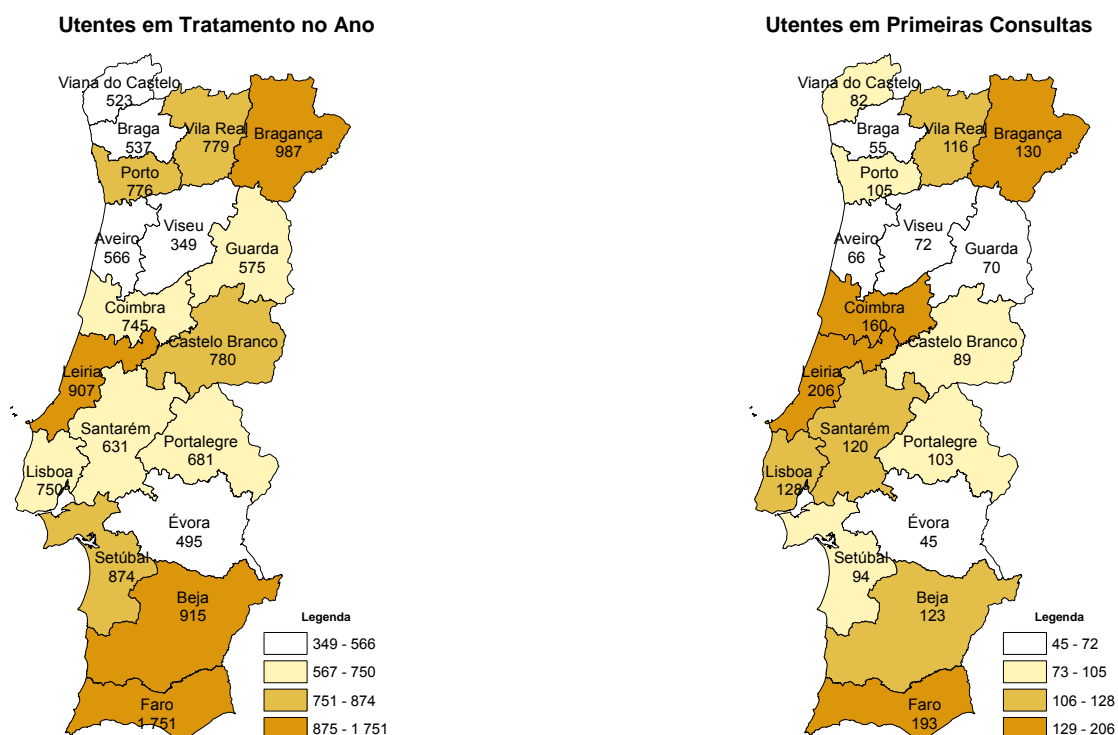 Utentes em Tratamento no Ano
Viana do Castelo
523
Braga
537
Vila Real
779
Bragança
987
Porto
776
Aveiro
566
Viseu
349
Guarda
575
Coimbra
745
Castelo Branco
780
Leiria
907
Santarém
631
Portalegre
681
Lisboa
750
Évora
495
Setúbal
874
Beja
915
Faro
1 751
Legenda
349 - 566
567 - 750
751 - 874
875 - 1 751
Utentes em Primeiras Consultas
Viana do Castelo
82
Braga
55
Vila Real
116
Bragança
130
Porto
105
Aveiro
66
Viseu
72
Guarda
70
Coimbra
160
Castelo Branco
89
Leiria
206
Santarém
120
Portalegre
103
Lisboa
128
Évora
45
Setúbal
94
Beja
123
Faro
193
Legenda
45 - 72
73 - 105
106 - 128
129 - 206